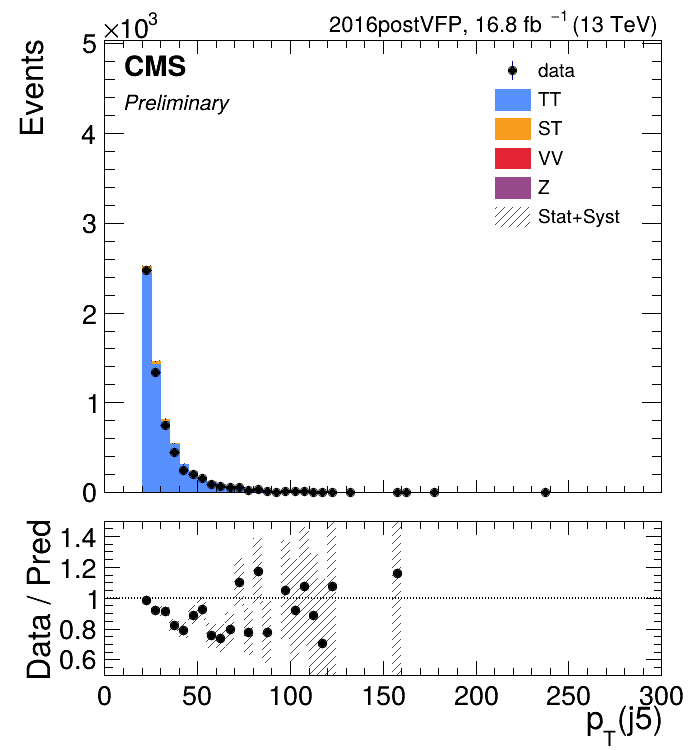 ×10³
2016postVFP, 16.8 fb⁻¹ (13 TeV)
Events
5
4
3
2
1
0
CMS
Preliminary
data
TT
ST
VV
Z
Stat+Syst
Data / Pred
1.4
1.2
1
0.8
0.6
0 50 100 150 200 250 300
p_T(j5)